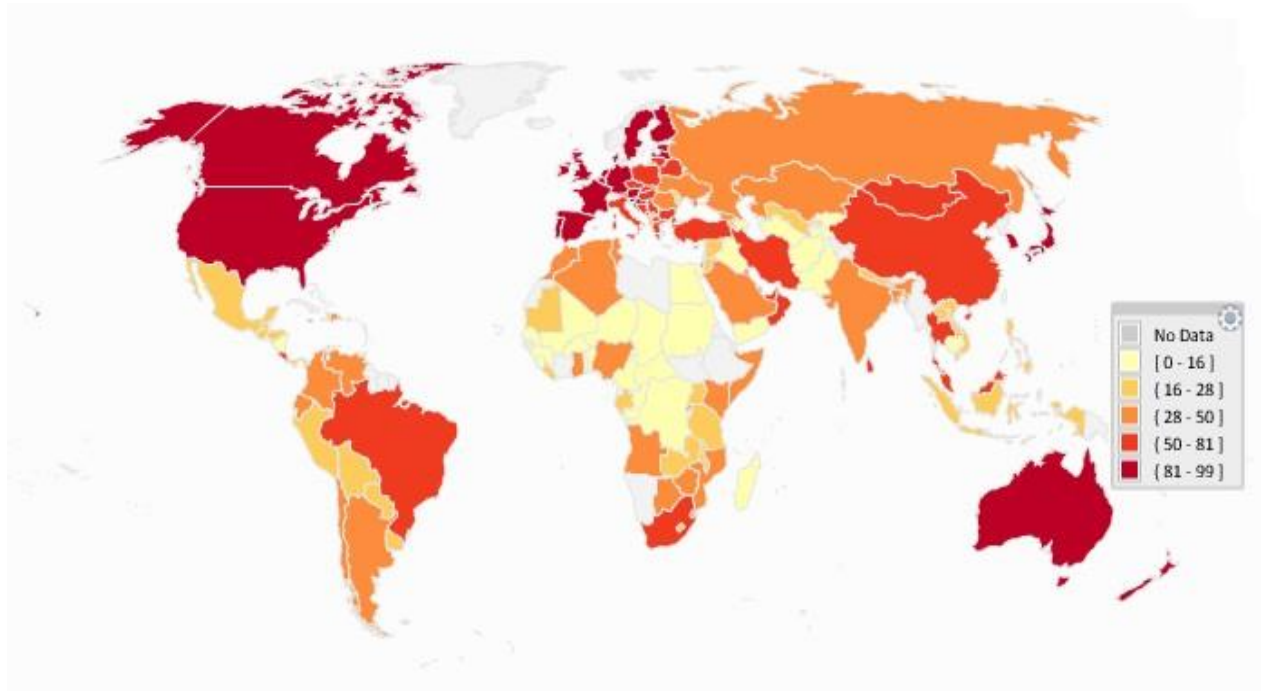 No Data
[ 0 - 16 ]
( 16 - 28 ]
( 28 - 50 ]
( 50 - 81 ]
( 81 - 99 ]